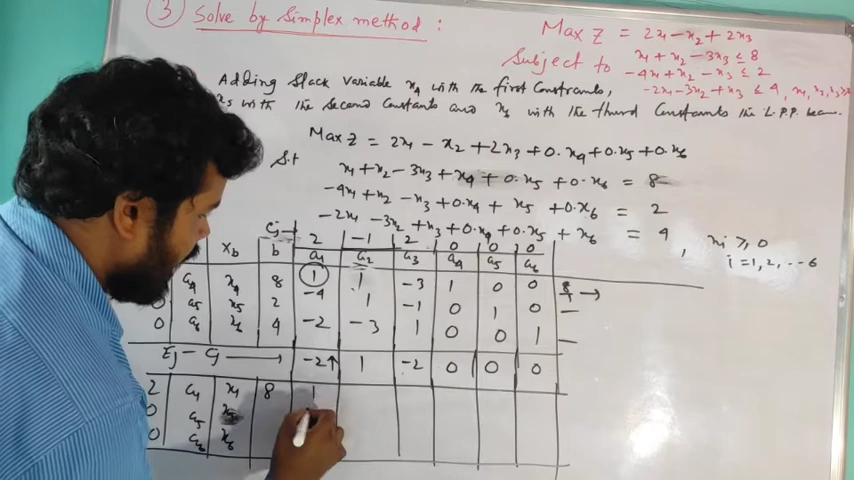 ③ Solve by Simplex method :
Max Z = 2x₁ - x₂ + 2x₃
Subject to x₁ + x₂ - 3x₃ ≤ 8
-4x₁ + x₂ - x₃ ≤ 2
-2x₁ - 3x₂ + x₃ ≤ 4, x₁, x₂, x₃ ≥
Adding Slack Variable x₄ with the first Constraints,
x₅ with the Second Constants and x₆ with the third Constraints the L.P.P. becom.
Max Z = 2x₁ - x₂ + 2x₃ + 0.x₄ + 0.x₅ + 0.x₆
S.t
x₁ + x₂ - 3x₃ + x₄ + 0.x₅ + 0.x₆ = 8
-4x₁ + x₂ - x₃ + 0.x₄ + x₅ + 0.x₆ = 2
-2x₁ - 3x₂ + x₃ + 0.x₄ + 0.x₅ + x₆ = 4, xi ≥ 0
i = 1, 2, -- 6
Cj → 2 -1 2 0 0 0
xb b a₁ a₂ a₃ a₄ a₅ a₆
a₄ x₄ 8 1 1 -3 1 0 0 8/1 →
0 a₅ x₅ 2 -4 1 -1 0 1 0 —
0 a₆ x₆ 4 -2 -3 1 0 0 1 —
Zj - Cj → -2↑ 1 -2 0 0 0
2 a₁ x₁ 8 1
0 a₅ x₅
0 a₆ x₆